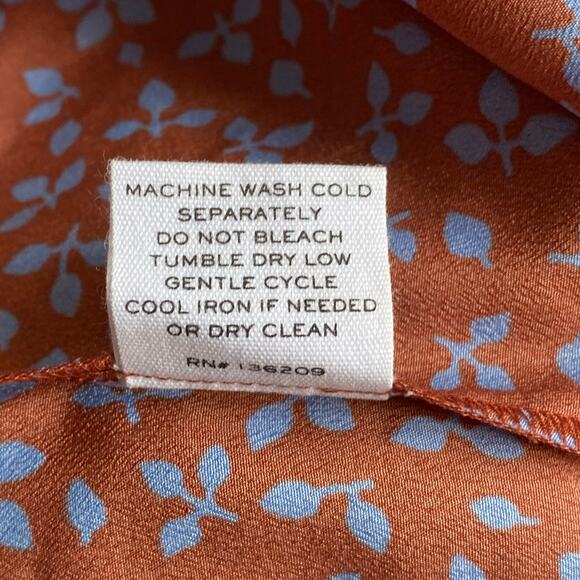 MACHINE WASH COLD
SEPARATELY
DO NOT BLEACH
TUMBLE DRY LOW
GENTLE CYCLE
COOL IRON IF NEEDED
OR DRY CLEAN
RN# 136209